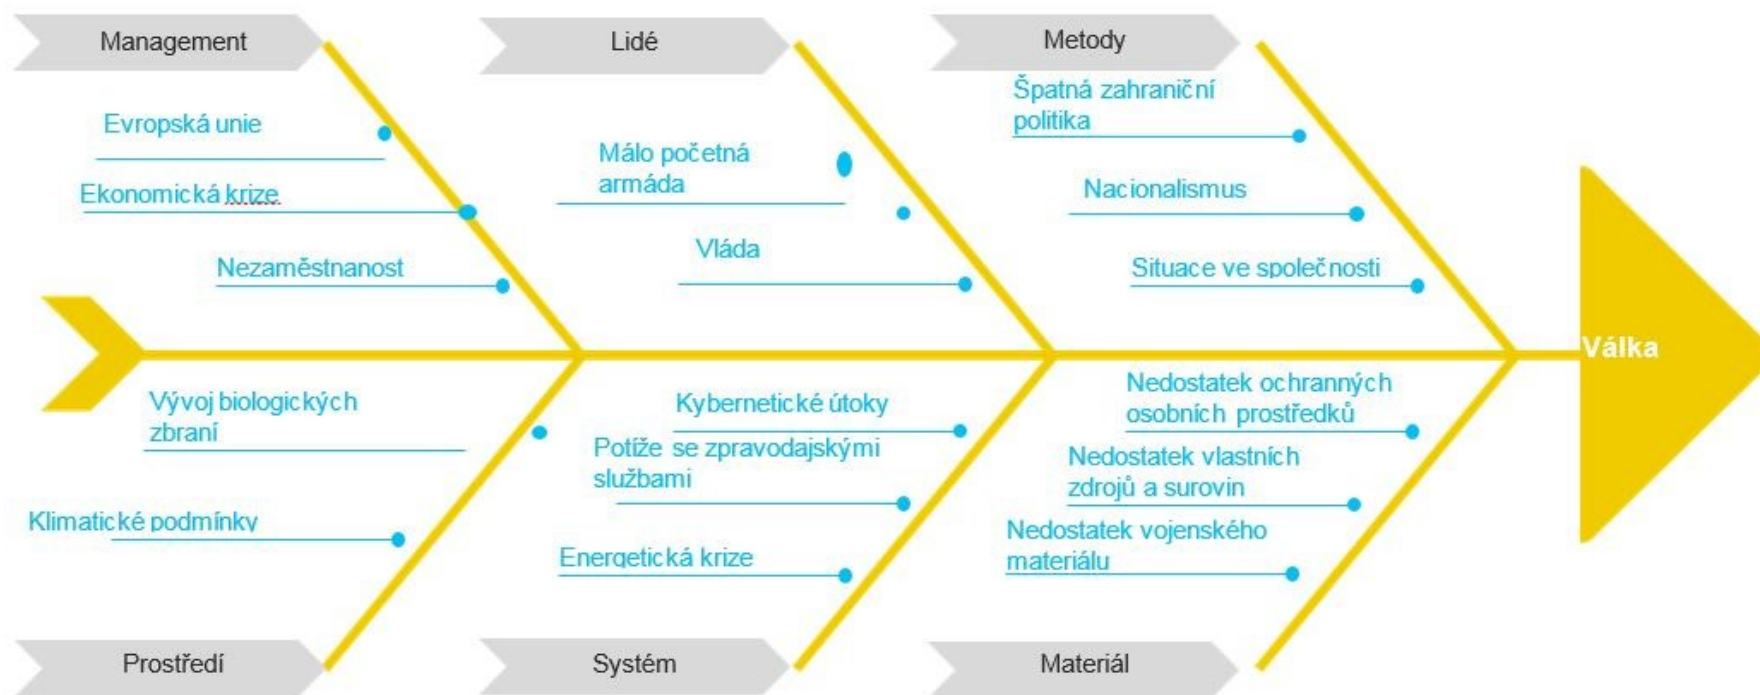 Management
Lidé
Metody
Evropská unie
Ekonomická krize
Nezaměstnanost
Málo početná
armáda
Vláda
Špatná zahraniční
politika
Nacionalismus
Situace ve společnosti
Válka
Vývoj biologických
zbraní
Klimatické podmínky
Kybernetické útoky
Potíže se zpravodajskými
službami
Energetická krize
Nedostatek ochranných
osobních prostředků
Nedostatek vlastních
zdrojů a surovin
Nedostatek vojenského
materiálu
Prostředí
Systém
Materiál